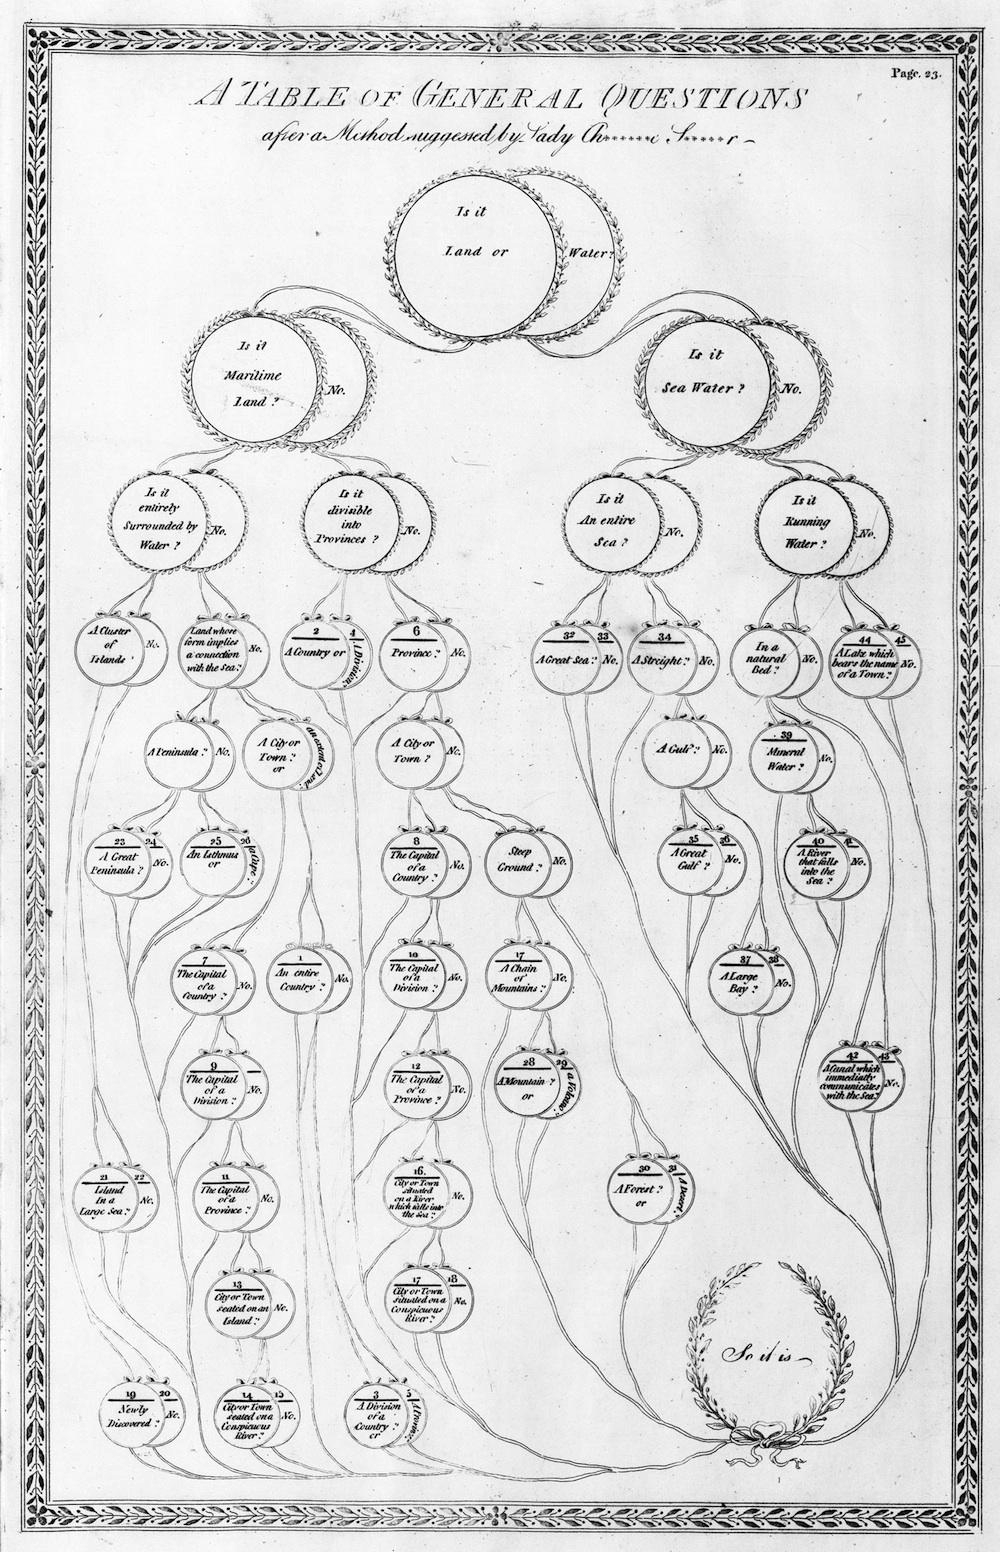 Page. 23.
A TABLE OF GENERAL QUESTIONS
after a Method suggested by Lady Ch******e S*****r
Is it
Land or
Water?
Is it
Maritime
Land?
No.
Is it
Sea Water?
No.
Is it
entirely
Surrounded by
Water?
No.
Is it
divisible
into
Provinces?
No.
Is it
An entire
Sea?
No.
Is it
Running
Water?
No.
A Cluster
of
Islands
No.
Land whose
form implies
a connection
with the Sea?
No.
2
A Country or
4
A Division?
6
Province?
No.
32
A Great Sea?
33
No.
34
A Streight?
No.
In a
natural
Bed?
No.
44
A Lake which
bears the name
of a Town?
45
No.
A Peninsula?
No.
A City or
Town?
or
an extent of Land
A City or
Town?
No.
A Gulf?
No.
39
Mineral
Water?
No.
23
A Great
Peninsula?
24
No.
25
An Isthmus
or
26
a Cape?
8
The Capital
of a
Country?
No.
Steep
Ground?
No.
35
A Great
Gulf?
36
No.
40
A River
that falls
into the
Sea?
41
No.
7
The Capital
of a
Country?
No.
1
An entire
Country?
No.
10
The Capital
of a
Division?
No.
17
A Chain
of
Mountains?
No.
37
A Large
Bay?
38
No.
9
The Capital
of a
Division?
No.
12
The Capital
of a
Province?
No.
28
A Mountain?
or
29
a Volcano?
42
A Canal which
immediatly
communicates
with the Sea?
43
No.
21
Island
In a
Large Sea?
22
No.
11
The Capital
of a
Province?
No.
16.
City or Town
situated
on a River
which falls into
the Sea?
No.
30
A Forest?
or
31
A Desert?
13
City or Town
seated on an
Island?
No.
17
City or Town
situated on a
Conspicuous
River?
18
No.
So it is
19
Newly
Discovered?
20
No.
14
City or Town
seated on a
Conspicuous
River?
15
No.
3
A Division
of a
Country?
or
5
A Province?